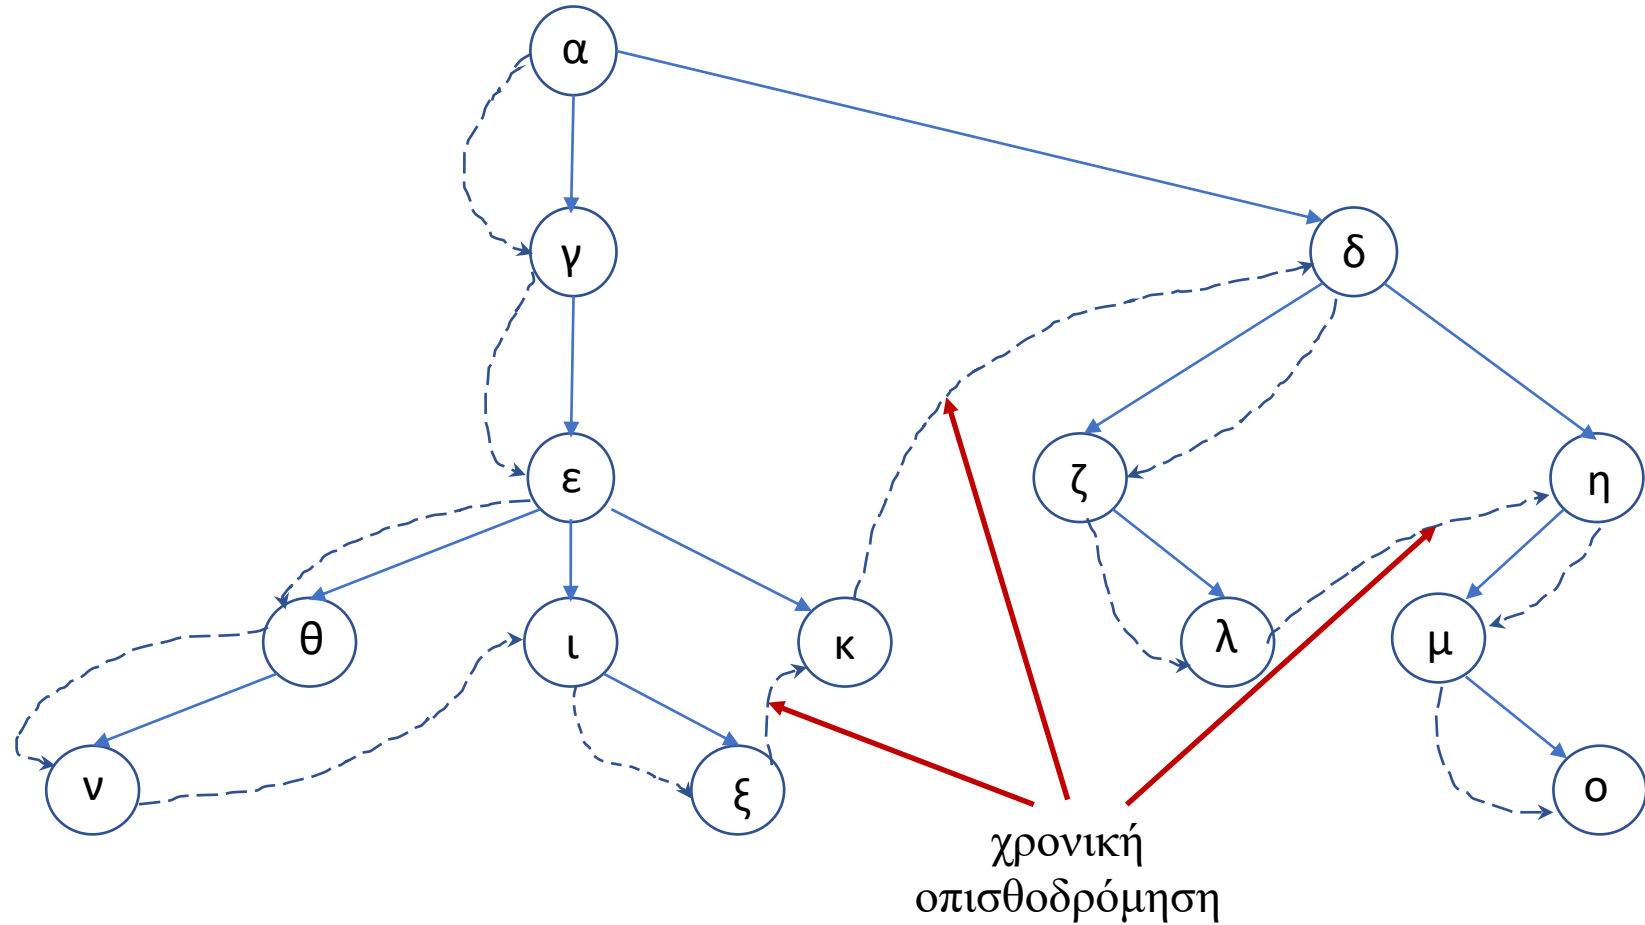 α
γ
δ
ε
ζ
η
θ
ι
κ
λ
μ
ν
ξ
ο
χρονική
οπισθοδρόμηση